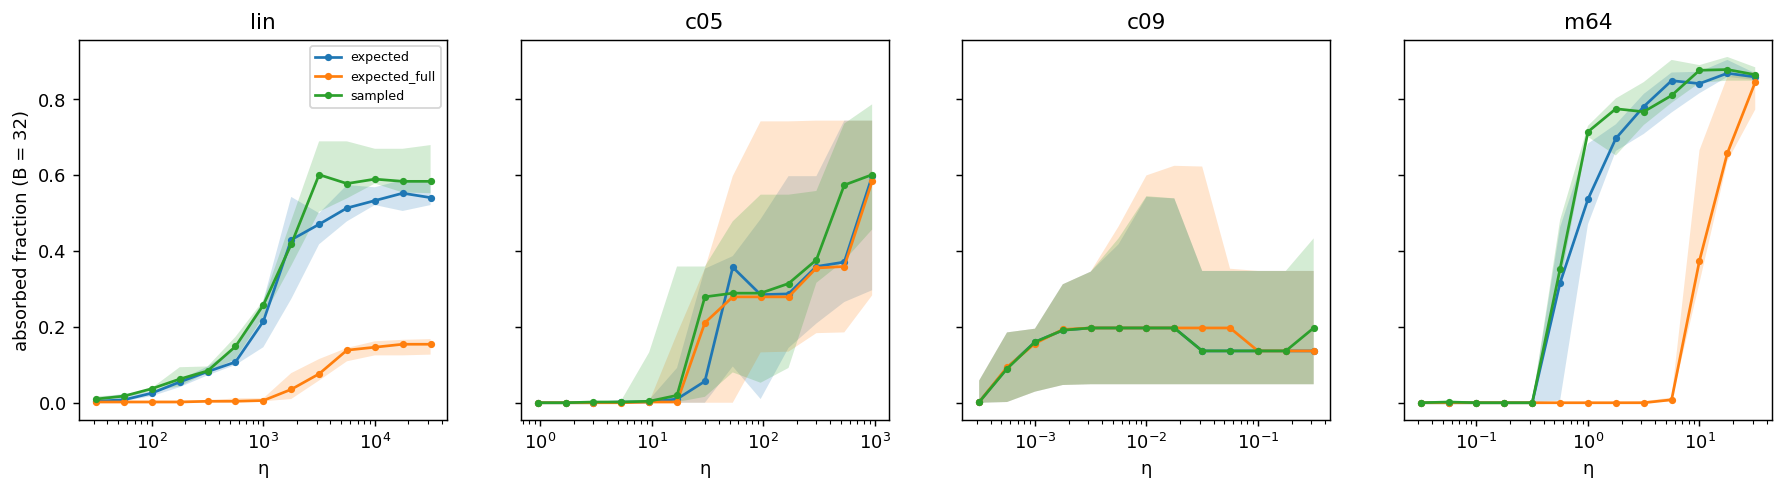 lin
c05
c09
m64
absorbed fraction (B = 32)
0.8
0.6
0.4
0.2
0.0
expected
expected_full
sampled
10²
10³
10⁴
10⁰
10¹
10²
10³
10⁻³
10⁻²
10⁻¹
10⁻¹
10⁰
10¹
η
η
η
η